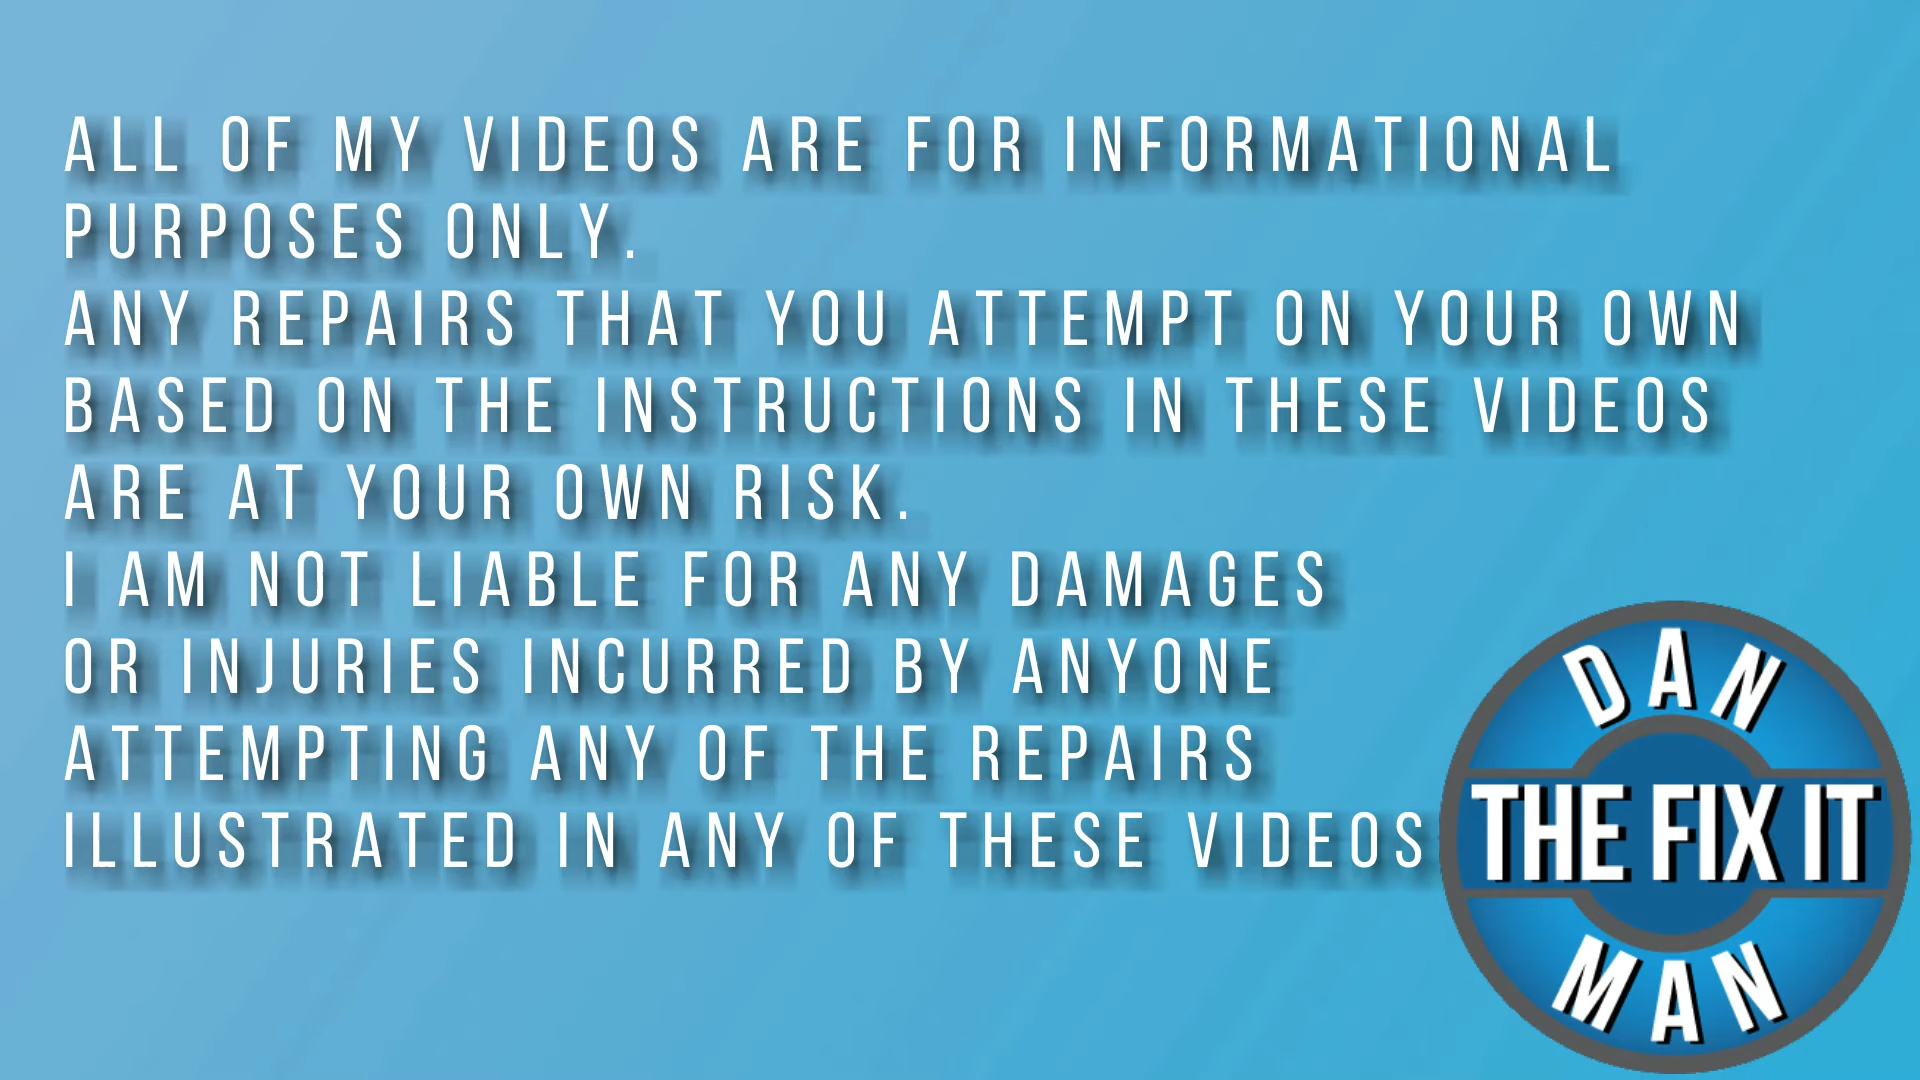 ALL OF MY VIDEOS ARE FOR INFORMATIONAL
PURPOSES ONLY.
ANY REPAIRS THAT YOU ATTEMPT ON YOUR OWN
BASED ON THE INSTRUCTIONS IN THESE VIDEOS
ARE AT YOUR OWN RISK.
I AM NOT LIABLE FOR ANY DAMAGES
OR INJURIES INCURRED BY ANYONE
ATTEMPTING ANY OF THE REPAIRS
ILLUSTRATED IN ANY OF THESE VIDEOS
DAN
THE FIX IT
MAN